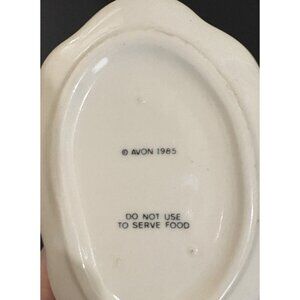 © AVON 1985
DO NOT USE
TO SERVE FOOD